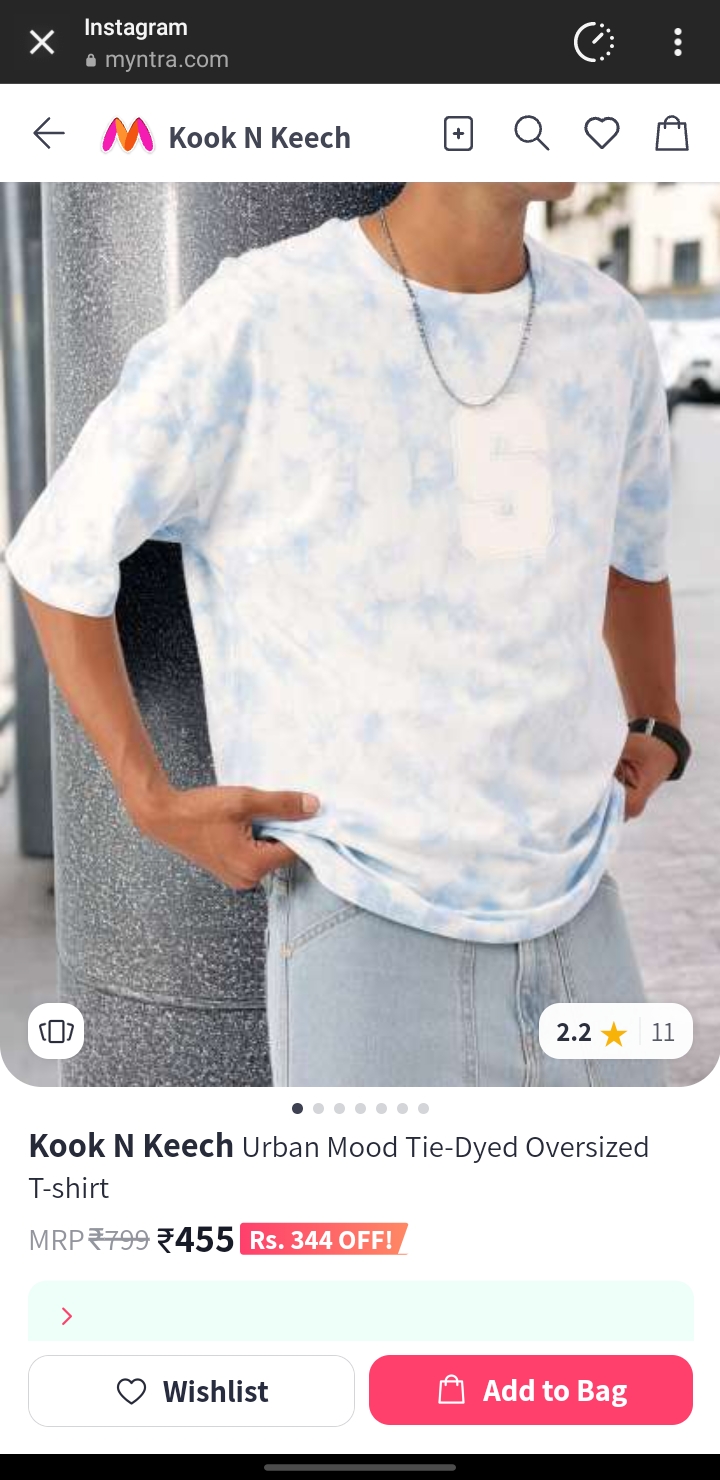 Instagram
myntra.com
Kook N Keech
S
2.2 ★ | 11
Kook N Keech Urban Mood Tie-Dyed Oversized
T-shirt
MRP ₹799 ₹455 Rs. 344 OFF!
Wishlist
Add to Bag